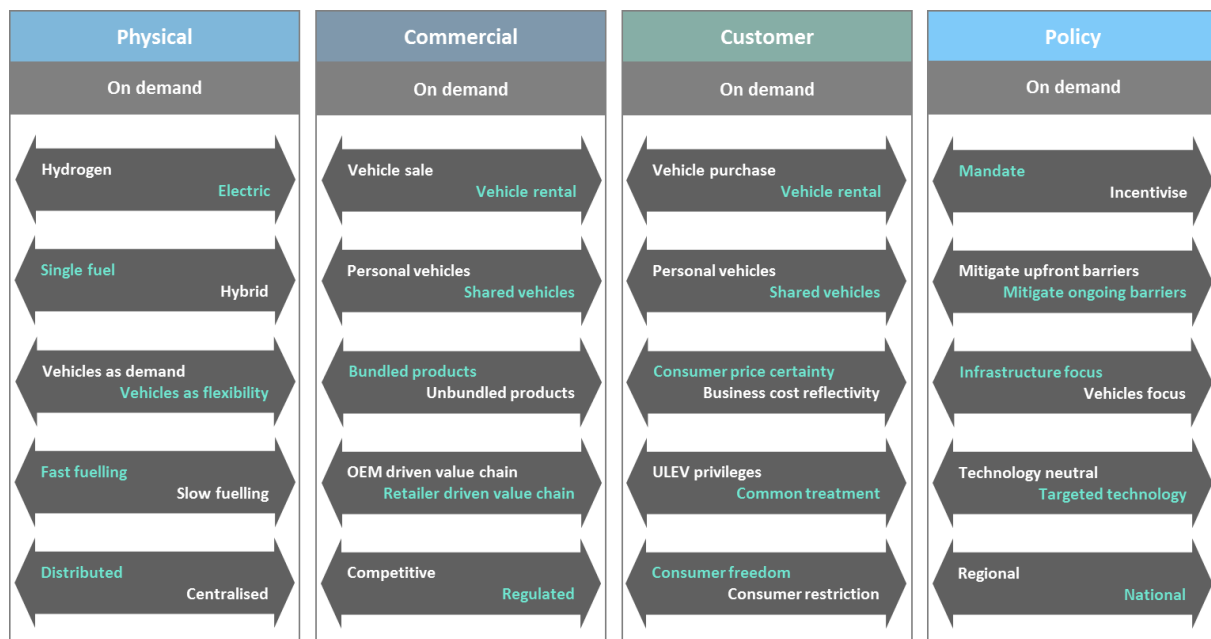 Physical
On demand
Hydrogen
Electric
Single fuel
Hybrid
Vehicles as demand
Vehicles as flexibility
Fast fuelling
Slow fuelling
Distributed
Centralised
Commercial
On demand
Vehicle sale
Vehicle rental
Personal vehicles
Shared vehicles
Bundled products
Unbundled products
OEM driven value chain
Retailer driven value chain
Competitive
Regulated
Customer
On demand
Vehicle purchase
Vehicle rental
Personal vehicles
Shared vehicles
Consumer price certainty
Business cost reflectivity
ULEV privileges
Common treatment
Consumer freedom
Consumer restriction
Policy
On demand
Mandate
Incentivise
Mitigate upfront barriers
Mitigate ongoing barriers
Infrastructure focus
Vehicles focus
Technology neutral
Targeted technology
Regional
National